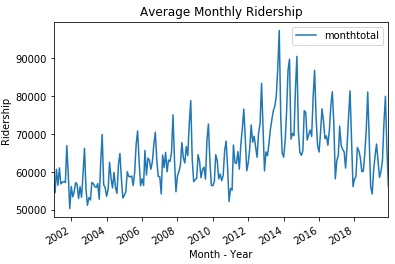 Average Monthly Ridership
monthtotal
90000
80000
70000
60000
50000
Ridership
2002 2004 2006 2008 2010 2012 2014 2016 2018
Month - Year